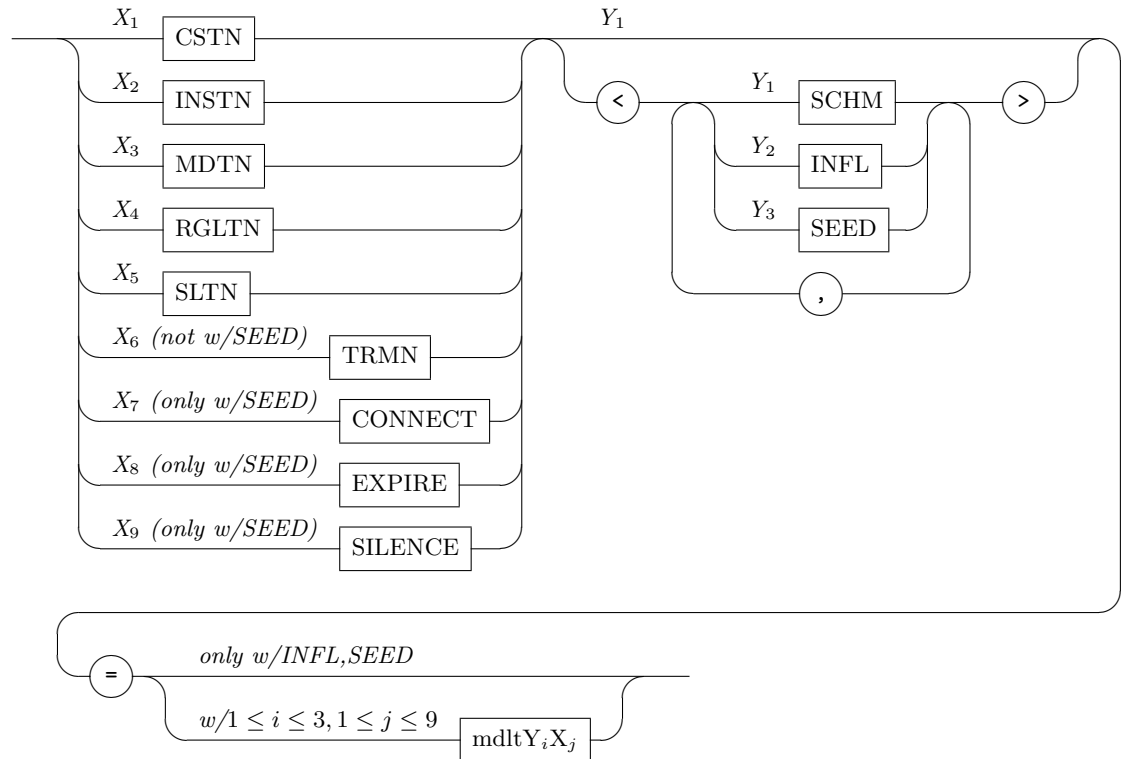 X₁ CSTN Y₁
X₂ INSTN < Y₁ SCHM >
X₃ MDTN Y₂ INFL
X₄ RGLTN Y₃ SEED
X₅ SLTN ,
X₆ (not w/SEED) TRMN
X₇ (only w/SEED) CONNECT
X₈ (only w/SEED) EXPIRE
X₉ (only w/SEED) SILENCE
= only w/INFL,SEED
w/1 ≤ i ≤ 3, 1 ≤ j ≤ 9 mdltYᵢXⱼ